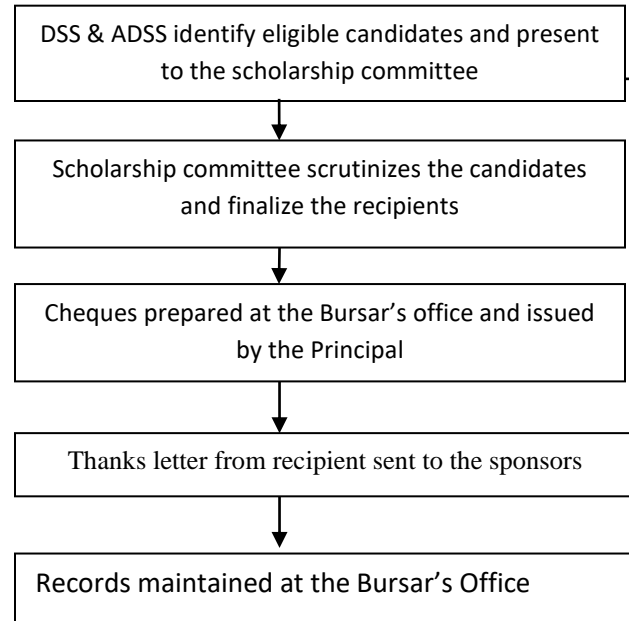 DSS & ADSS identify eligible candidates and present
to the scholarship committee
Scholarship committee scrutinizes the candidates
and finalize the recipients
Cheques prepared at the Bursar’s office and issued
by the Principal
Thanks letter from recipient sent to the sponsors
Records maintained at the Bursar’s Office